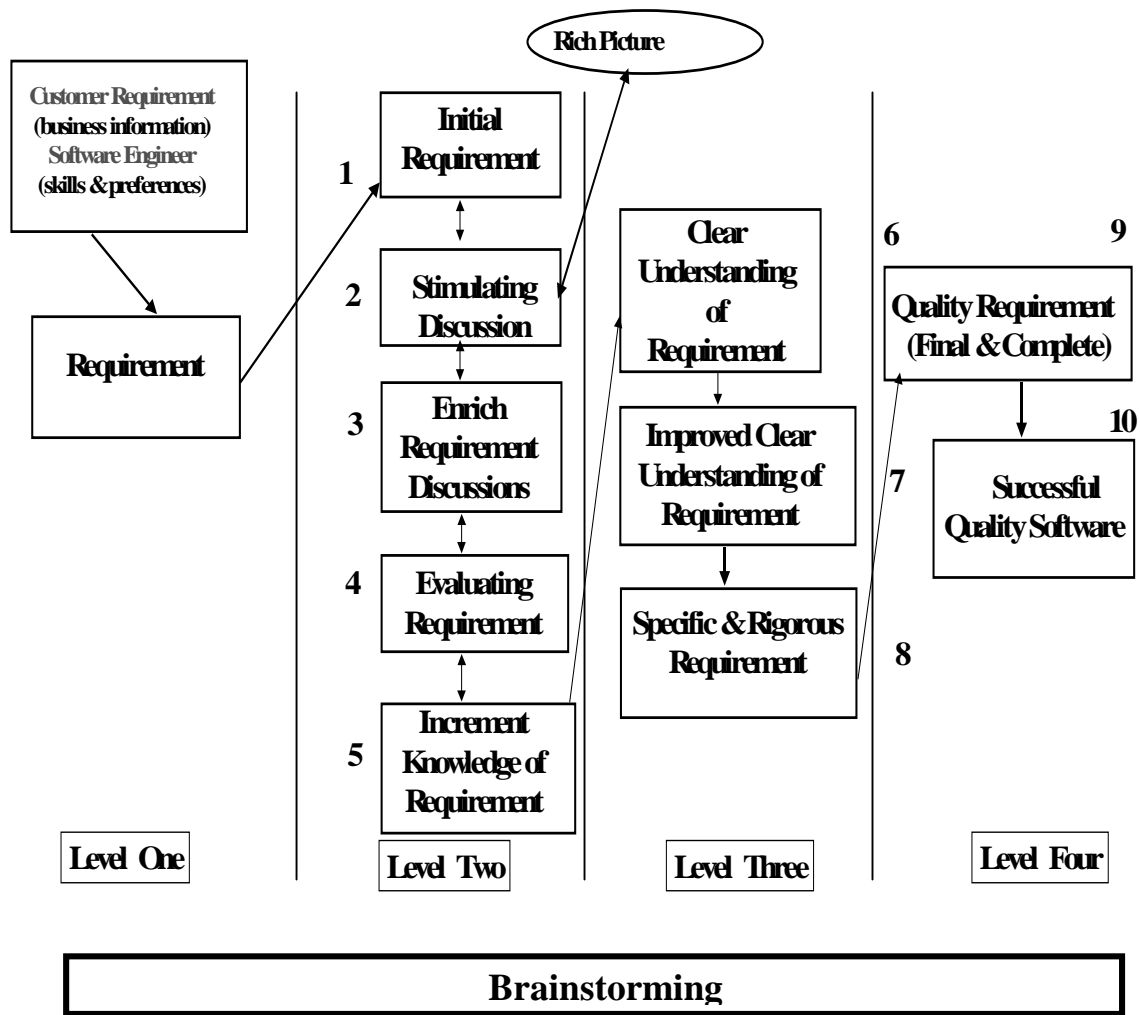 Rich Picture
Customer Requirement
(business information)
Software Engineer
(skills & preferences)
Requirement
1
Initial
Requirement
2
Stimulating
Discussion
3
Enrich
Requirement
Discussions
4
Evaluating
Requirement
5
Increment
Knowledge of
Requirement
Clear
Understanding
of
Requirement
Improved Clear
Understanding of
Requirement
Specific & Rigorous
Requirement
6
9
Quality Requirement
(Final & Complete)
7
10
Successful
Quality Software
8
Level One
Level Two
Level Three
Level Four
Brainstorming